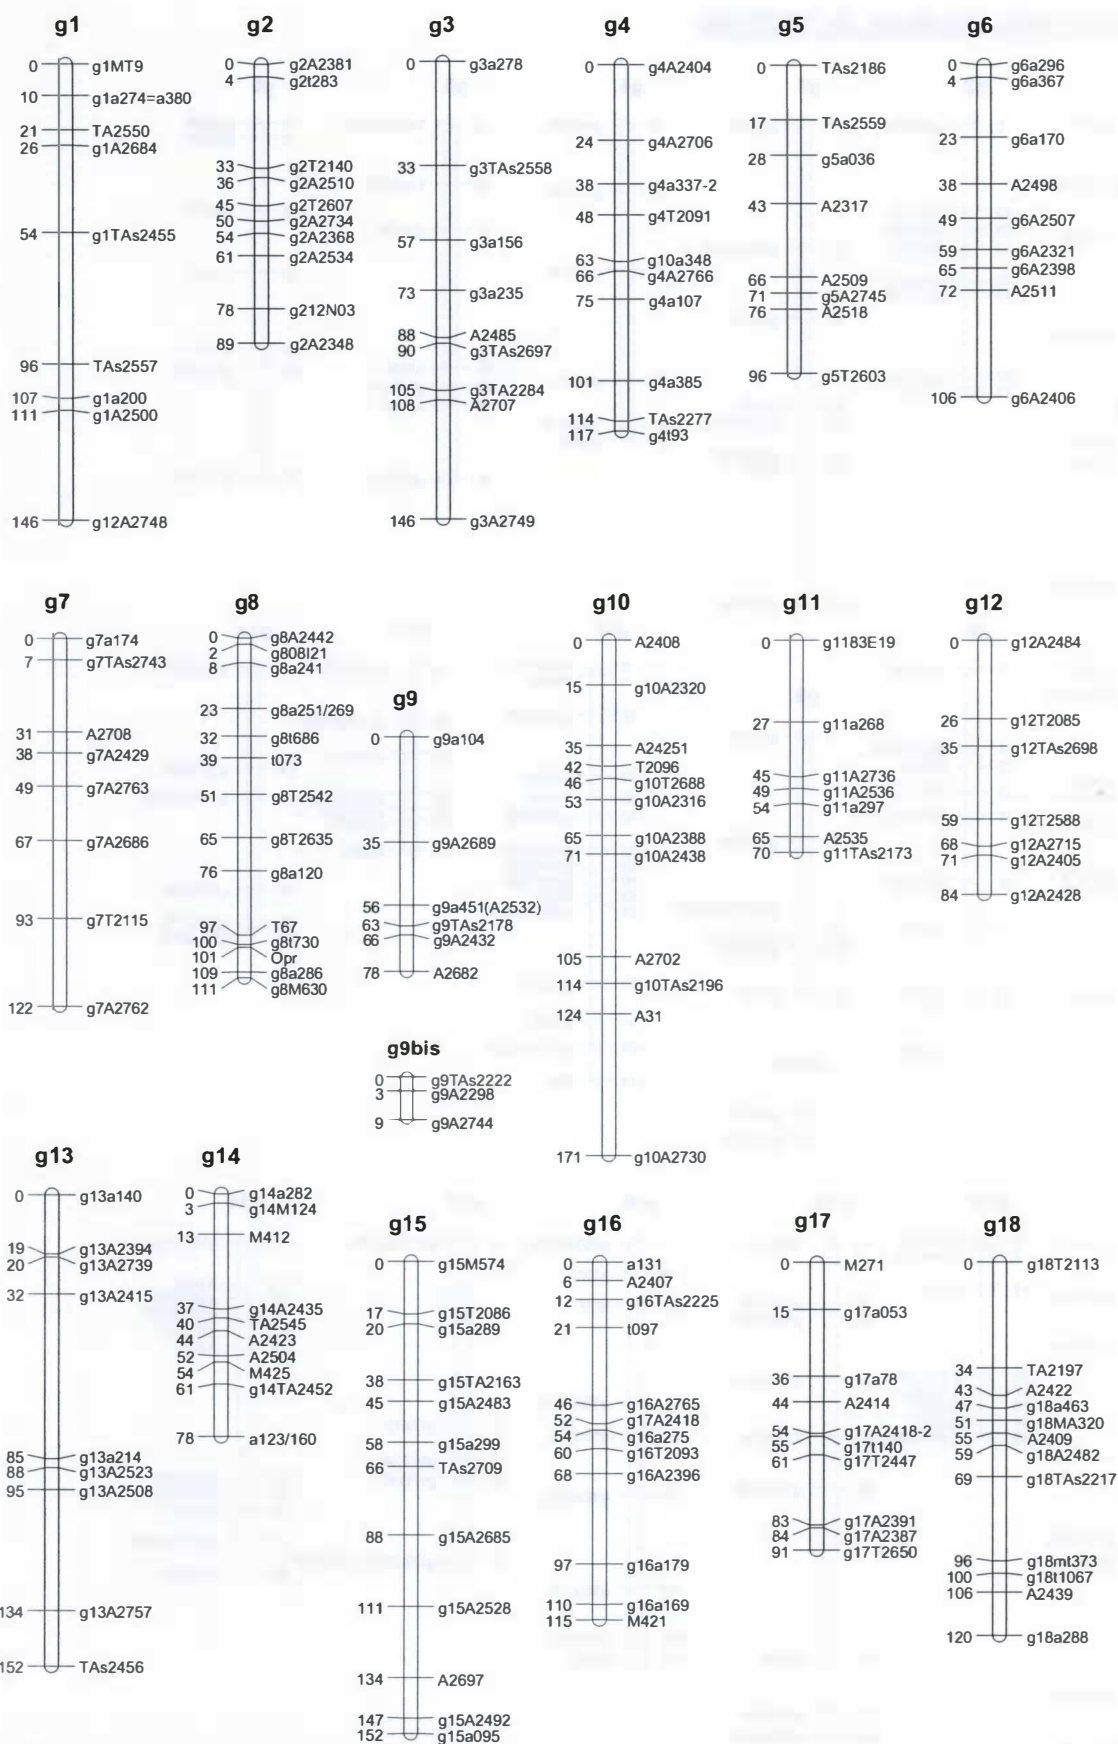 g1
0 g1MT9
10 g1a274=a380
21 TA2550
26 g1A2684
54 g1TAs2455
96 TAs2557
107 g1a200
111 g1A2500
146 g12A2748
g2
0 g2A2381
4 g2t283
33 g2T2140
36 g2A2510
45 g2T2607
50 g2A2734
54 g2A2368
61 g2A2534
78 g212N03
89 g2A2348
g3
0 g3a278
33 g3TAs2558
57 g3a156
73 g3a235
88 A2485
90 g3TAs2697
105 g3TA2284
108 A2707
146 g3A2749
g4
0 g4A2404
24 g4A2706
38 g4a337-2
48 g4T2091
63 g10a348
66 g4A2766
75 g4a107
101 g4a385
114 TAs2277
117 g4t93
g5
0 TAs2186
17 TAs2559
28 g5a036
43 A2317
66 A2509
71 g5A2745
76 A2518
96 g5T2603
g6
0 g6a296
4 g6a367
23 g6a170
38 A2498
49 g6A2507
59 g6A2321
65 g6A2398
72 A2511
106 g6A2406
g7
0 g7a174
7 g7TAs2743
31 A2708
38 g7A2429
49 g7A2763
67 g7A2686
93 g7T2115
122 g7A2762
g8
0 g8A2442
2 g808I21
8 g8a241
23 g8a251/269
32 g8t686
39 t073
51 g8T2542
65 g8T2635
76 g8a120
97 T67
100 g8t730
101 Opr
109 g8a286
111 g8M630
g9
0 g9a104
35 g9A2689
56 g9a451(A2532)
63 g9TAs2178
66 g9A2432
78 A2682
g9bis
0 g9TAs2222
3 g9A2298
9 g9A2744
g10
0 A2408
15 g10A2320
35 A24251
42 T2096
46 g10T2688
53 g10A2316
65 g10A2388
71 g10A2438
105 A2702
114 g10TAs2196
124 A31
171 g10A2730
g11
0 g1183E19
27 g11a268
45 g11A2736
49 g11A2536
54 g11a297
65 A2535
70 g11TAs2173
g12
0 g12A2484
26 g12T2085
35 g12TAs2698
59 g12T2588
68 g12A2715
71 g12A2405
84 g12A2428
g13
0 g13a140
19 g13A2394
20 g13A2739
32 g13A2415
85 g13a214
88 g13A2523
95 g13A2508
134 g13A2757
152 TAs2456
g14
0 g14a282
3 g14M124
13 M412
37 g14A2435
40 TA2545
44 A2423
52 A2504
54 M425
61 g14TA2452
78 a123/160
g15
0 g15M574
17 g15T2086
20 g15a289
38 g15TA2163
45 g15A2483
58 g15a299
66 TAs2709
88 g15A2685
111 g15A2528
134 A2697
147 g15A2492
152 g15a095
g16
0 a131
6 A2407
12 g16TAs2225
21 t097
46 g16A2765
52 g17A2418
54 g16a275
60 g16T2093
68 g16A2396
97 g16a179
110 g16a169
115 M421
g17
0 M271
15 g17a053
36 g17a78
44 A2414
54 g17A2418-2
55 g17t140
61 g17T2447
83 g17A2391
84 g17A2387
91 g17T2650
g18
0 g18T2113
34 TA2197
43 A2422
47 g18a463
51 g18MA320
55 A2409
59 g18A2482
69 g18TAs2217
96 g18mt373
100 g18t1067
106 A2439
120 g18a288